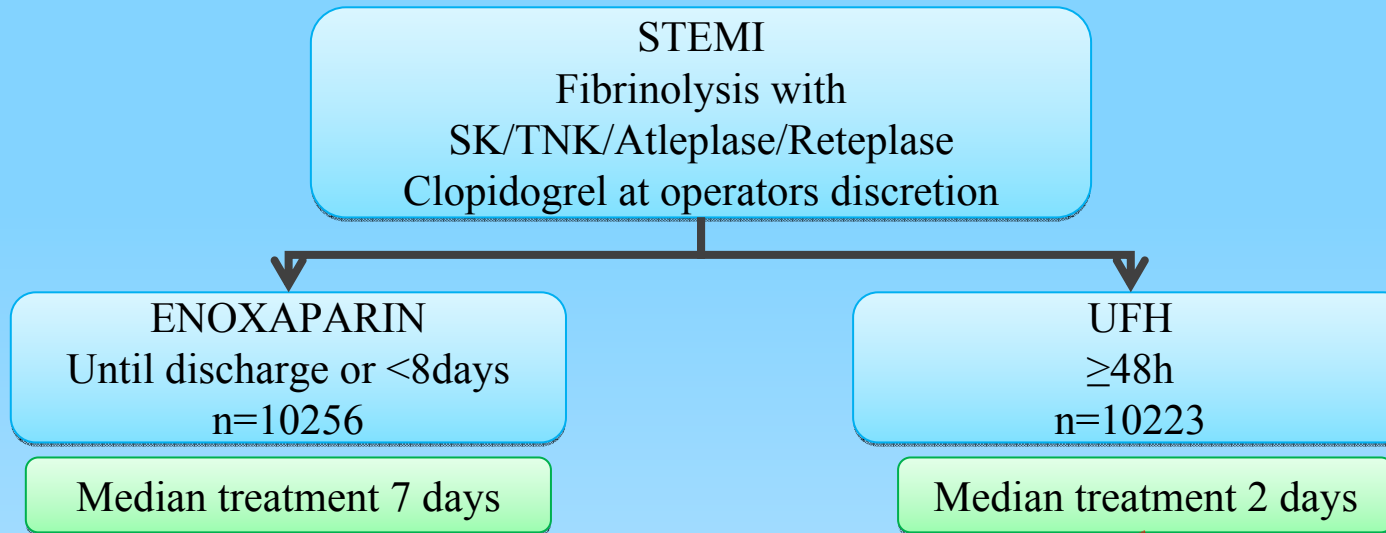 STEMI
Fibrinolysis with
SK/TNK/Atleplase/Reteplase
Clopidogrel at operators discretion
ENOXAPARIN
Until discharge or <8days
n=10256
UFH
≥48h
n=10223
Median treatment 7 days
Median treatment 2 days